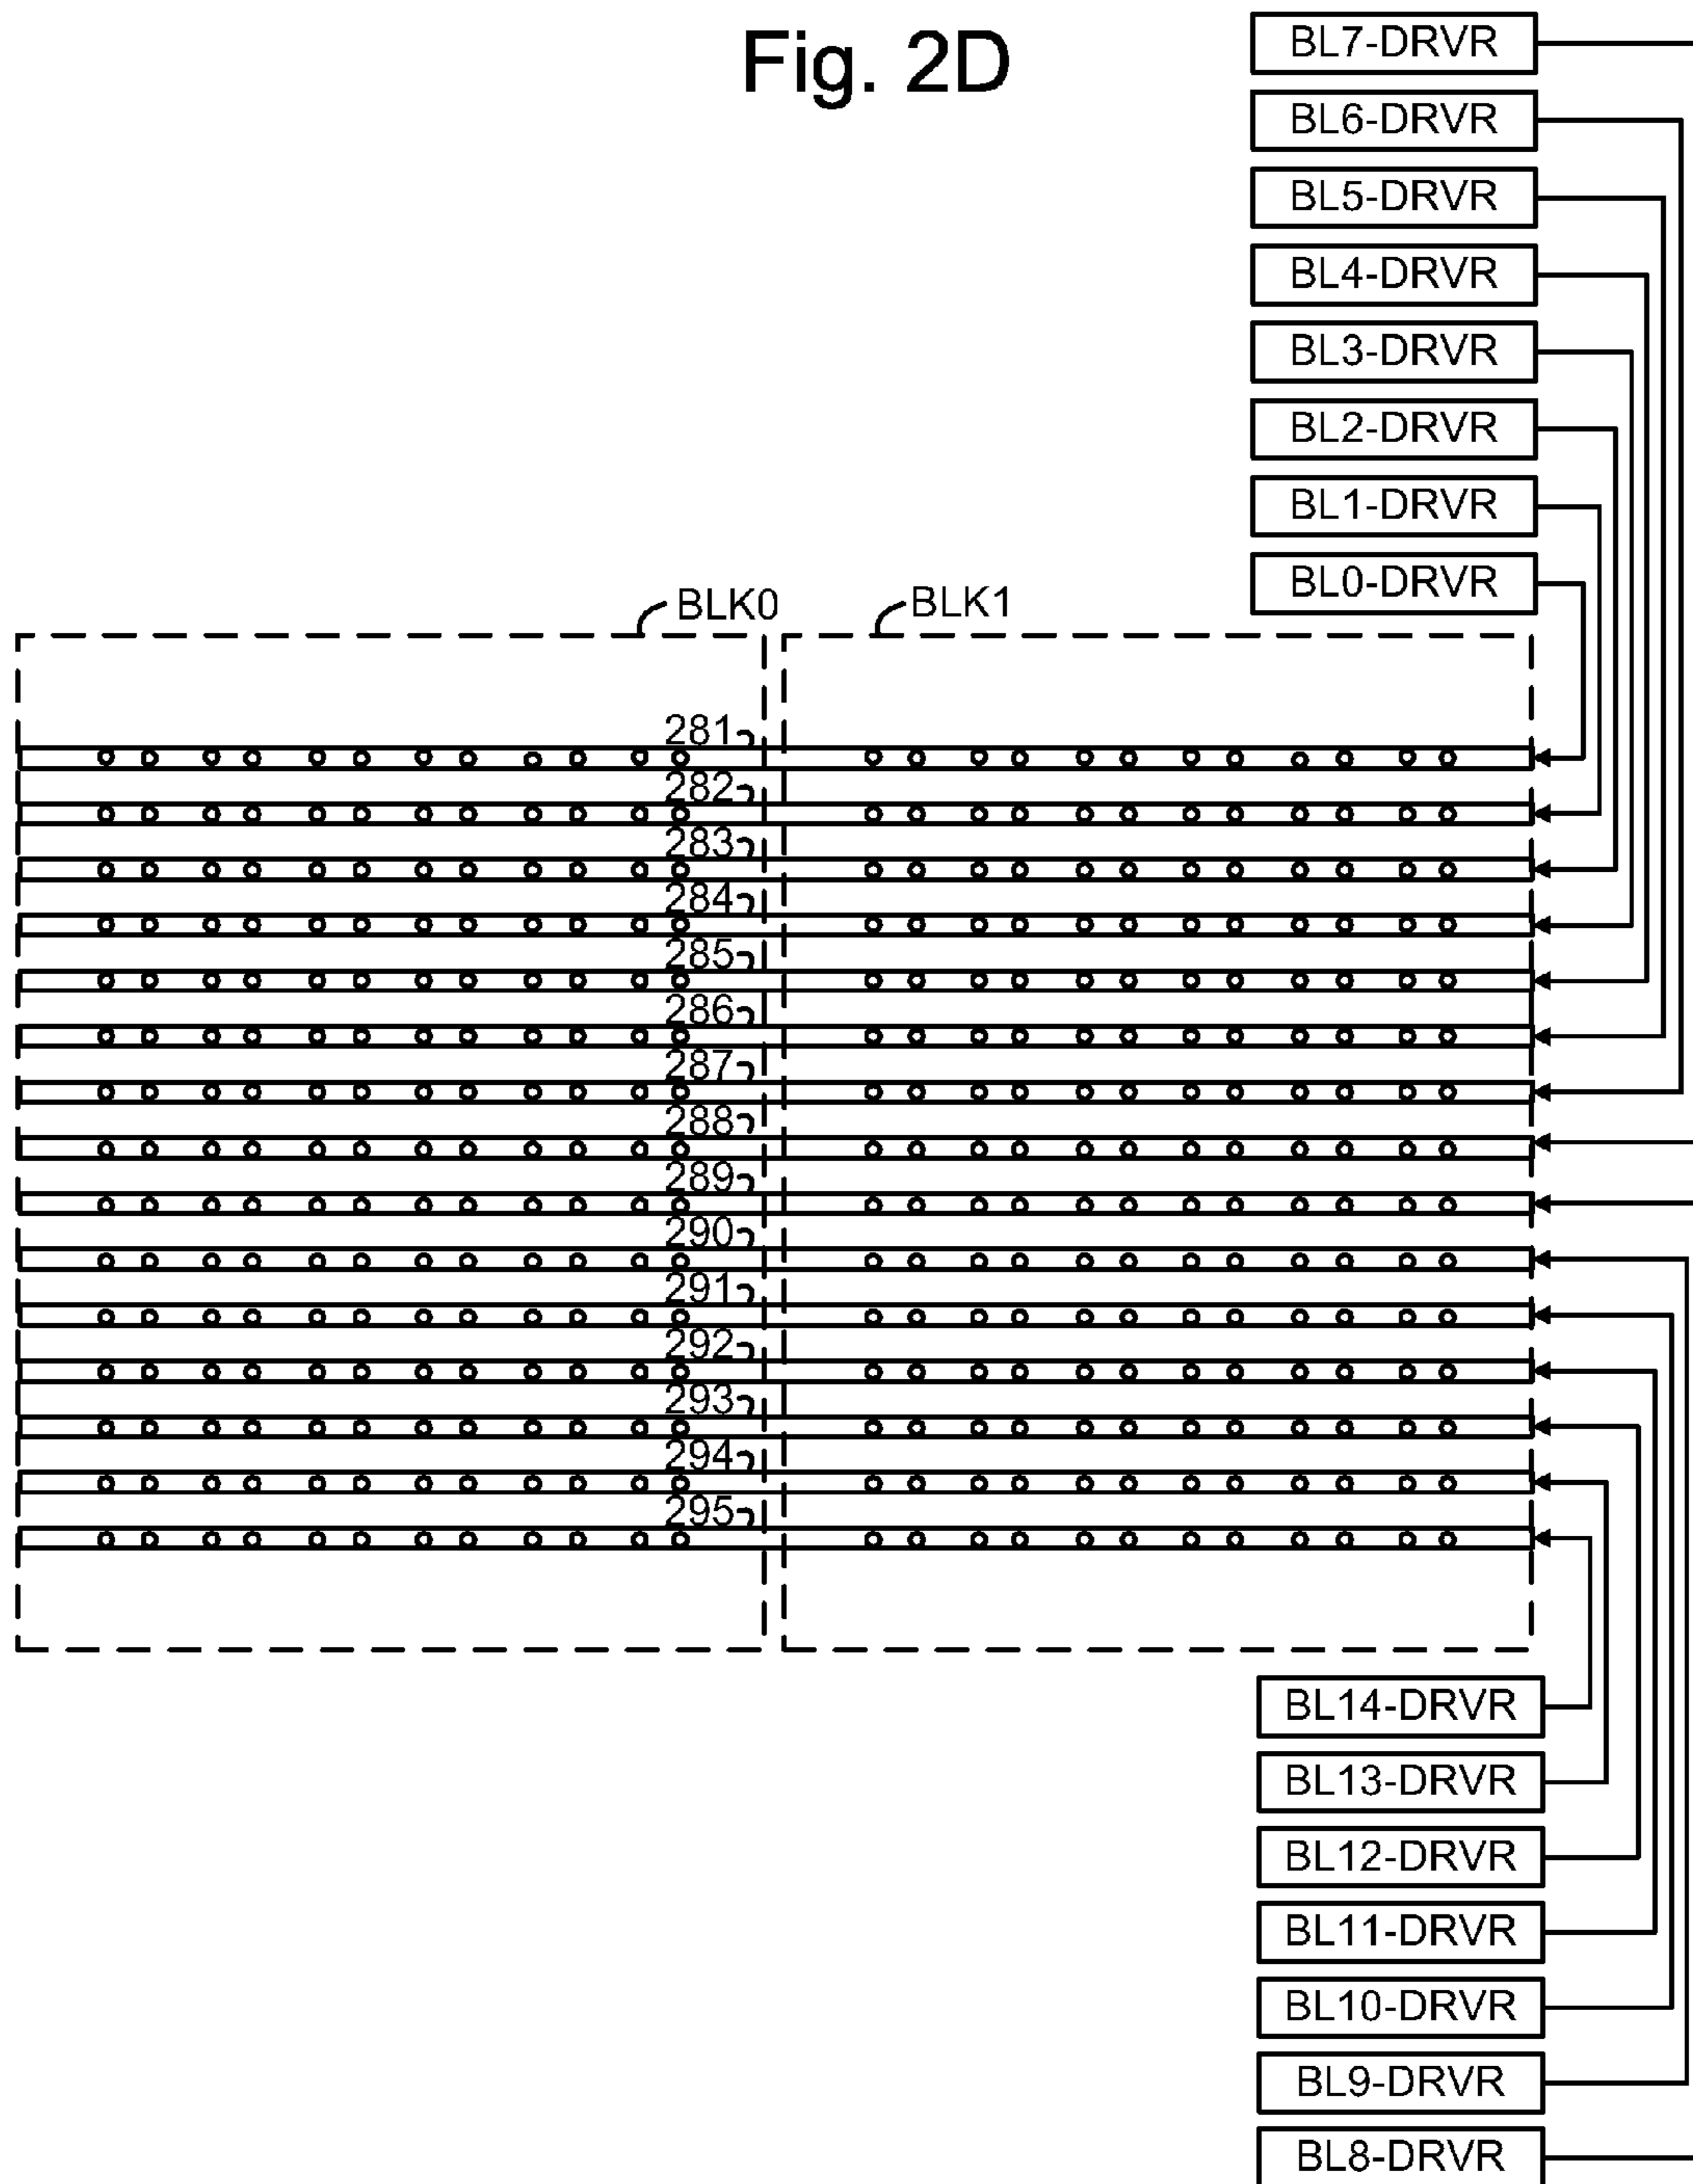 Fig. 2D
BL7-DRVR
BL6-DRVR
BL5-DRVR
BL4-DRVR
BL3-DRVR
BL2-DRVR
BL1-DRVR
BL0-DRVR
BLK0
BLK1
281
282
283
284
285
286
287
288
289
290
291
292
293
294
295
BL14-DRVR
BL13-DRVR
BL12-DRVR
BL11-DRVR
BL10-DRVR
BL9-DRVR
BL8-DRVR